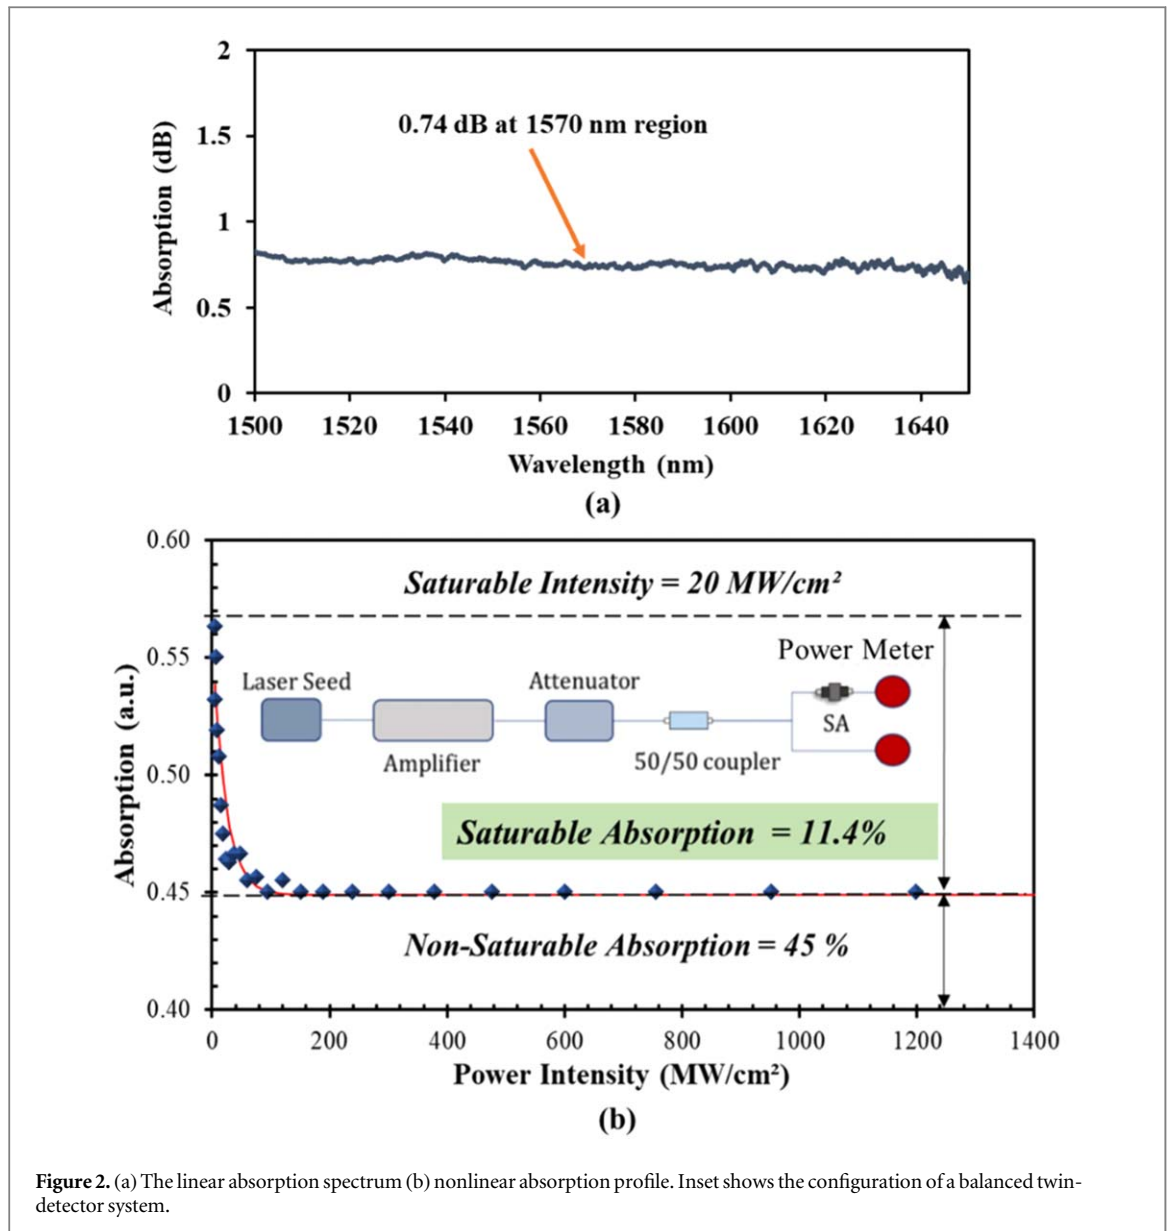 2
0.74 dB at 1570 nm region
1.5
Absorption (dB)
1
0.5
0
1500 1520 1540 1560 1580 1600 1620 1640
Wavelength (nm)
(a)
0.60
Saturable Intensity = 20 MW/cm²
0.55
Power Meter
Laser Seed
Attenuator
SA
Amplifier
50/50 coupler
Absorption (a.u.)
0.50
Saturable Absorption = 11.4%
0.45
Non-Saturable Absorption = 45 %
0.40
0 200 400 600 800 1000 1200 1400
Power Intensity (MW/cm²)
(b)
Figure 2. (a) The linear absorption spectrum (b) nonlinear absorption profile. Inset shows the configuration of a balanced twin-
detector system.